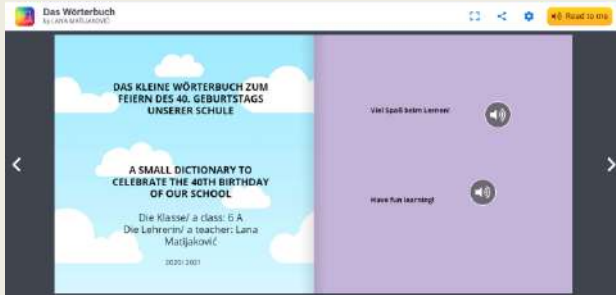 Das Wörterbuch
by LANA MATIJAKOVIĆ
Read to me
DAS KLEINE WÖRTERBUCH ZUM
FEIERN DES 40. GEBURTSTAGS
UNSERER SCHULE
A SMALL DICTIONARY TO
CELEBRATE THE 40TH BIRTHDAY
OF OUR SCHOOL
Die Klasse/ a class: 6 A
Die Lehrerin/ a teacher: Lana
Matijaković
2020/ 2021
Viel Spaß beim Lernen!
Have fun learning!